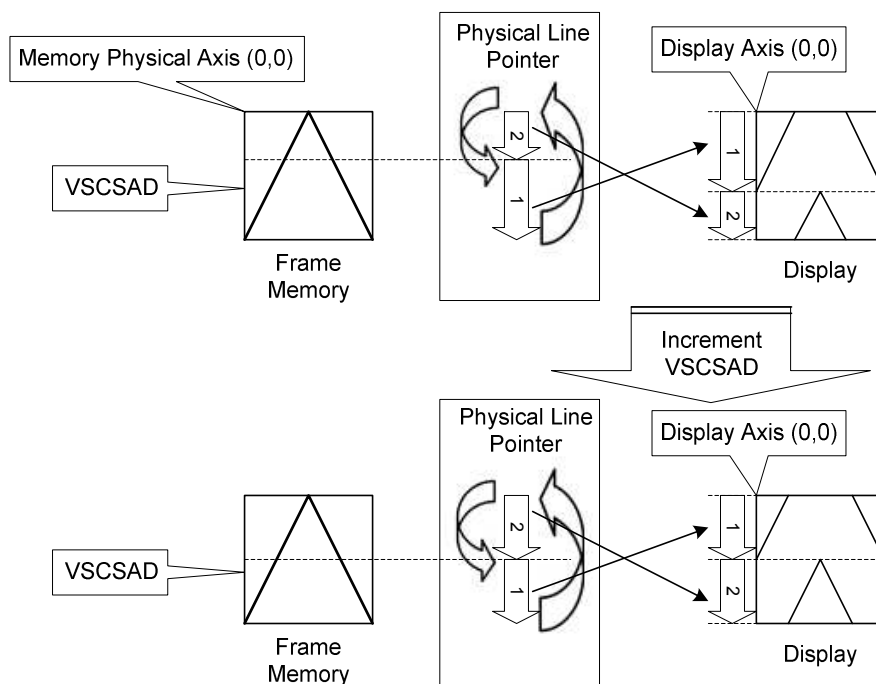 Physical Line
Pointer
Memory Physical Axis (0,0)
Display Axis (0,0)
2
1
1
2
VSCSAD
Frame
Memory
Display
Increment
VSCSAD
Physical Line
Pointer
Display Axis (0,0)
2
1
1
2
VSCSAD
Frame
Memory
Display